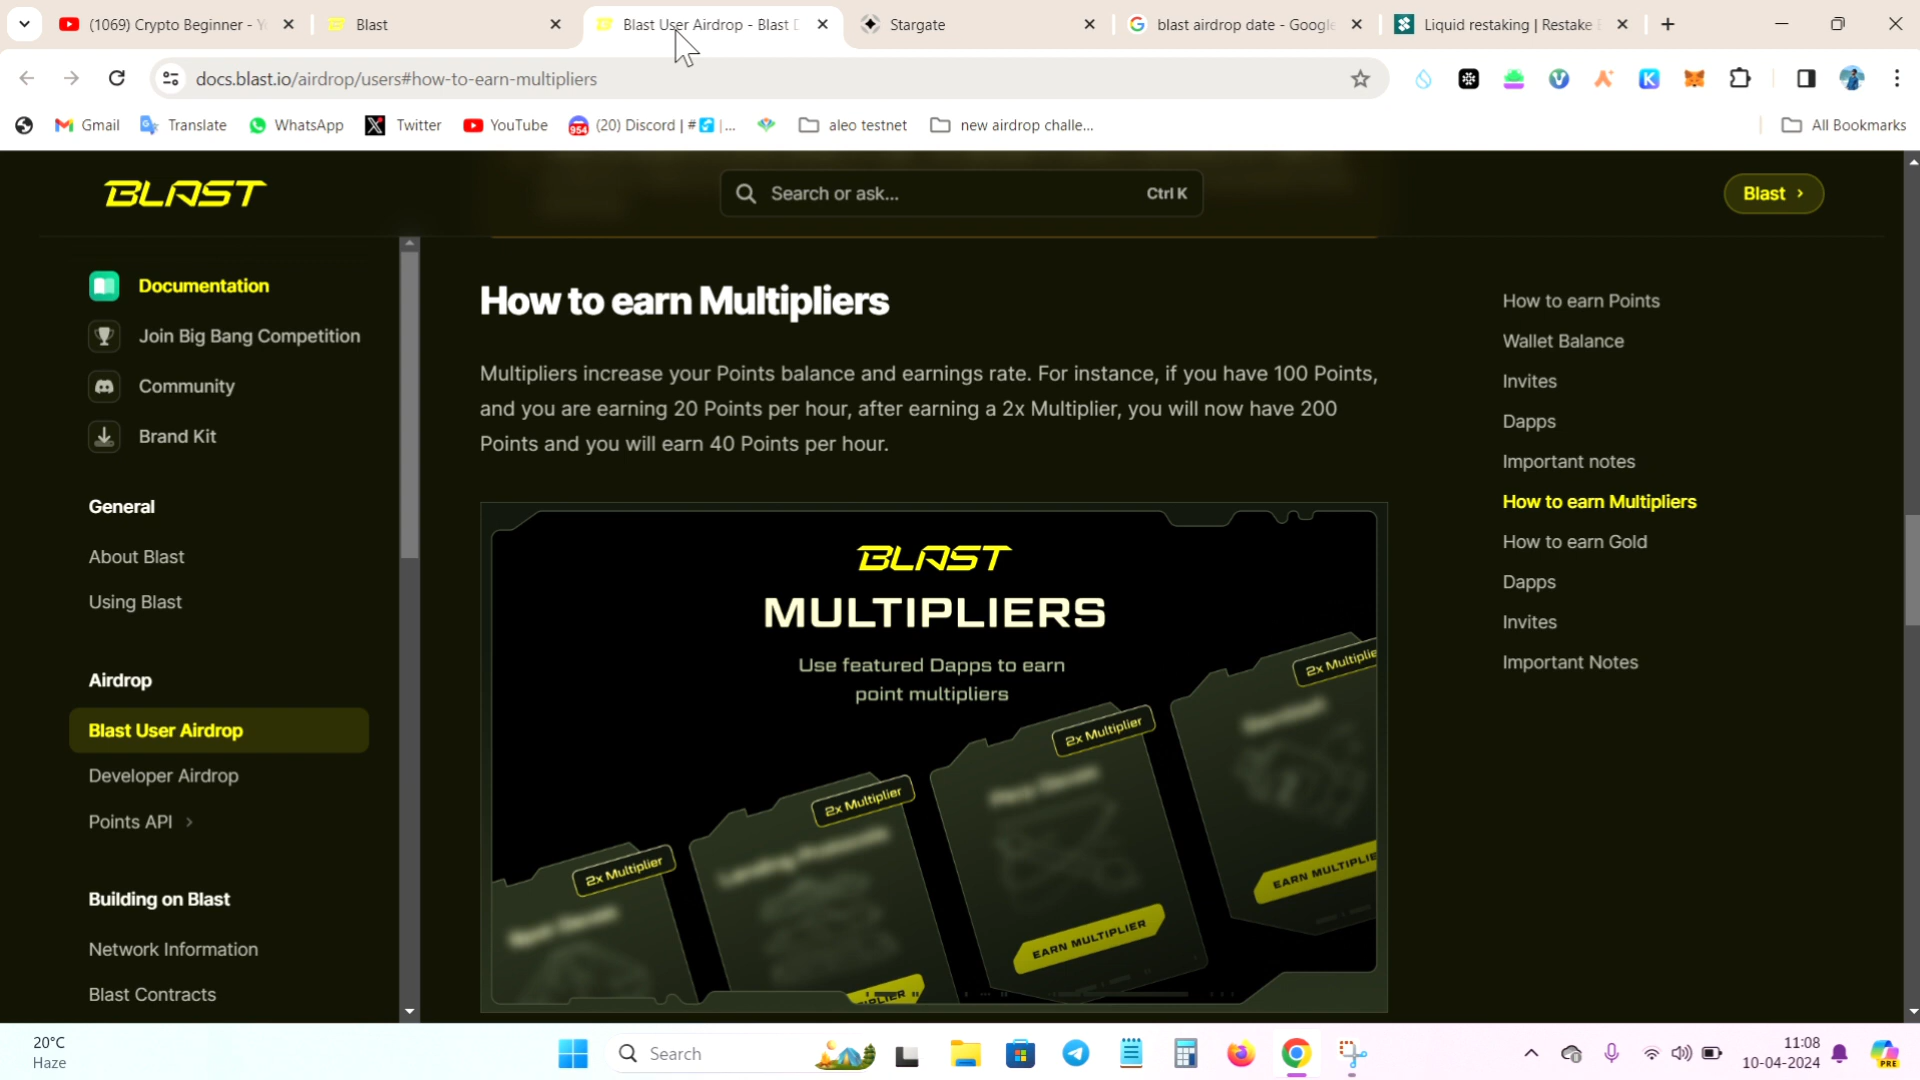 (1069) Crypto Beginner - Y
Blast
Blast User Airdrop - Blast D
Stargate
blast airdrop date - Google
Liquid restaking | Restake
docs.blast.io/airdrop/users#how-to-earn-multipliers
Gmail
Translate
WhatsApp
Twitter
YouTube
(20) Discord | #
| ...
aleo testnet
new airdrop challe...
All Bookmarks
BLAST
Search or ask...
Ctrl K
Blast
Documentation
Join Big Bang Competition
Community
Brand Kit
General
About Blast
Using Blast
Airdrop
Blast User Airdrop
Developer Airdrop
Points API
Building on Blast
Network Information
Blast Contracts
How to earn Multipliers
Multipliers increase your Points balance and earnings rate. For instance, if you have 100 Points,
and you are earning 20 Points per hour, after earning a 2x Multiplier, you will now have 200
Points and you will earn 40 Points per hour.
BLAST
MULTIPLIERS
Use featured Dapps to earn
point multipliers
2x Multiplier
2x Multiplier
2x Multiplier
2x Multiplie
EARN MULTIPLIER
EARN MULTIPLIE
PLIER
How to earn Points
Wallet Balance
Invites
Dapps
Important notes
How to earn Multipliers
How to earn Gold
Dapps
Invites
Important Notes
20°C
Haze
Search
11:08
10-04-2024
954
PRE